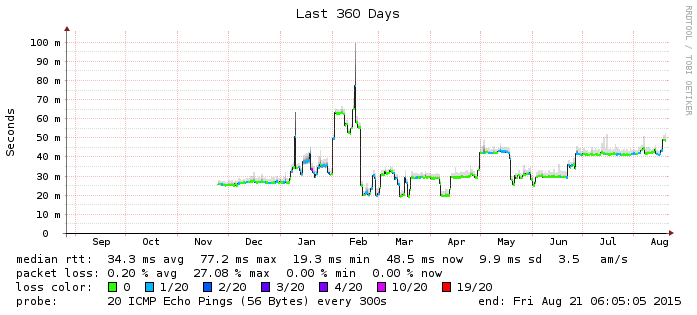 Last 360 Days
RRDTOOL / TOBI OETIKER
Seconds
100 m
90 m
80 m
70 m
60 m
50 m
40 m
30 m
20 m
10 m
0
Sep Oct Nov Dec Jan Feb Mar Apr May Jun Jul Aug
median rtt: 34.3 ms avg 77.2 ms max 19.3 ms min 48.5 ms now 9.9 ms sd 3.5 am/s
packet loss: 0.20 % avg 27.08 % max 0.00 % min 0.00 % now
loss color: 0 1/20 2/20 3/20 4/20 10/20 19/20
probe: 20 ICMP Echo Pings (56 Bytes) every 300s end: Fri Aug 21 06:05:05 2015